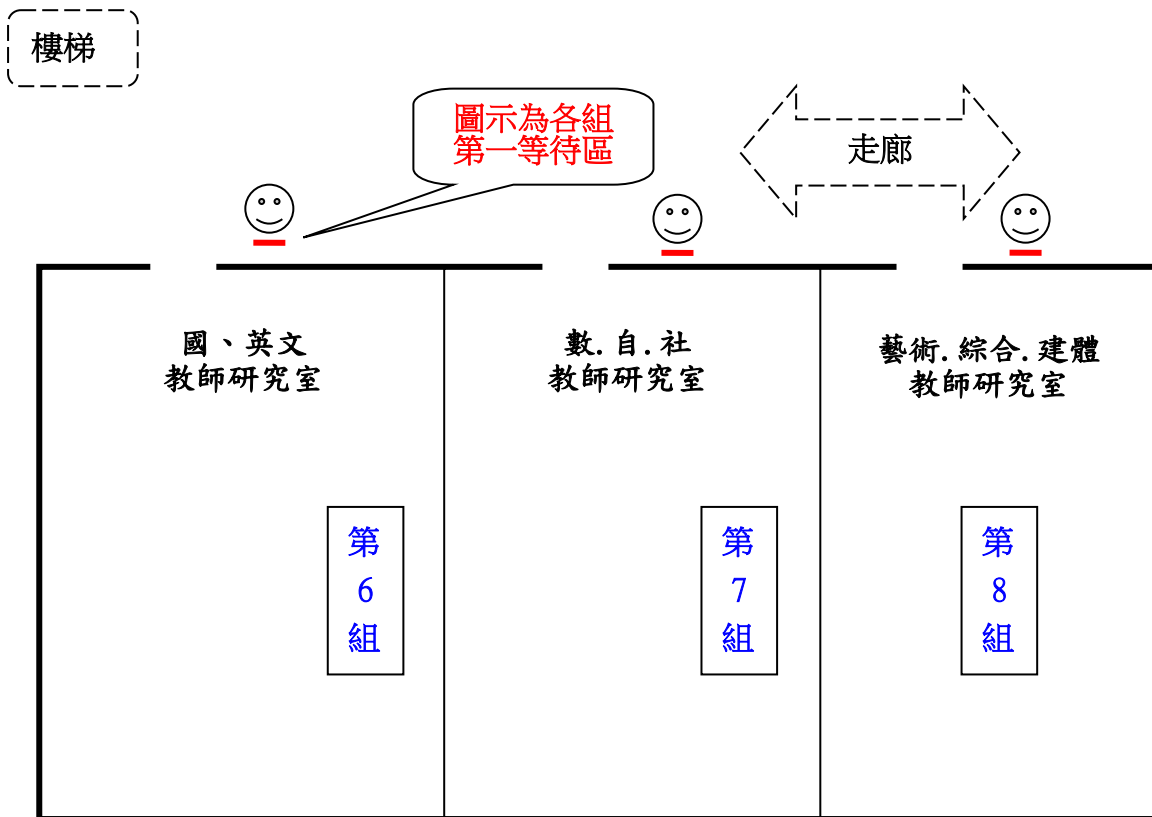 樓梯
圖示為各組
第一等待區
走廊
國、英文
教師研究室
數.自.社
教師研究室
藝術.綜合.建體
教師研究室
第
6
組
第
7
組
第
8
組